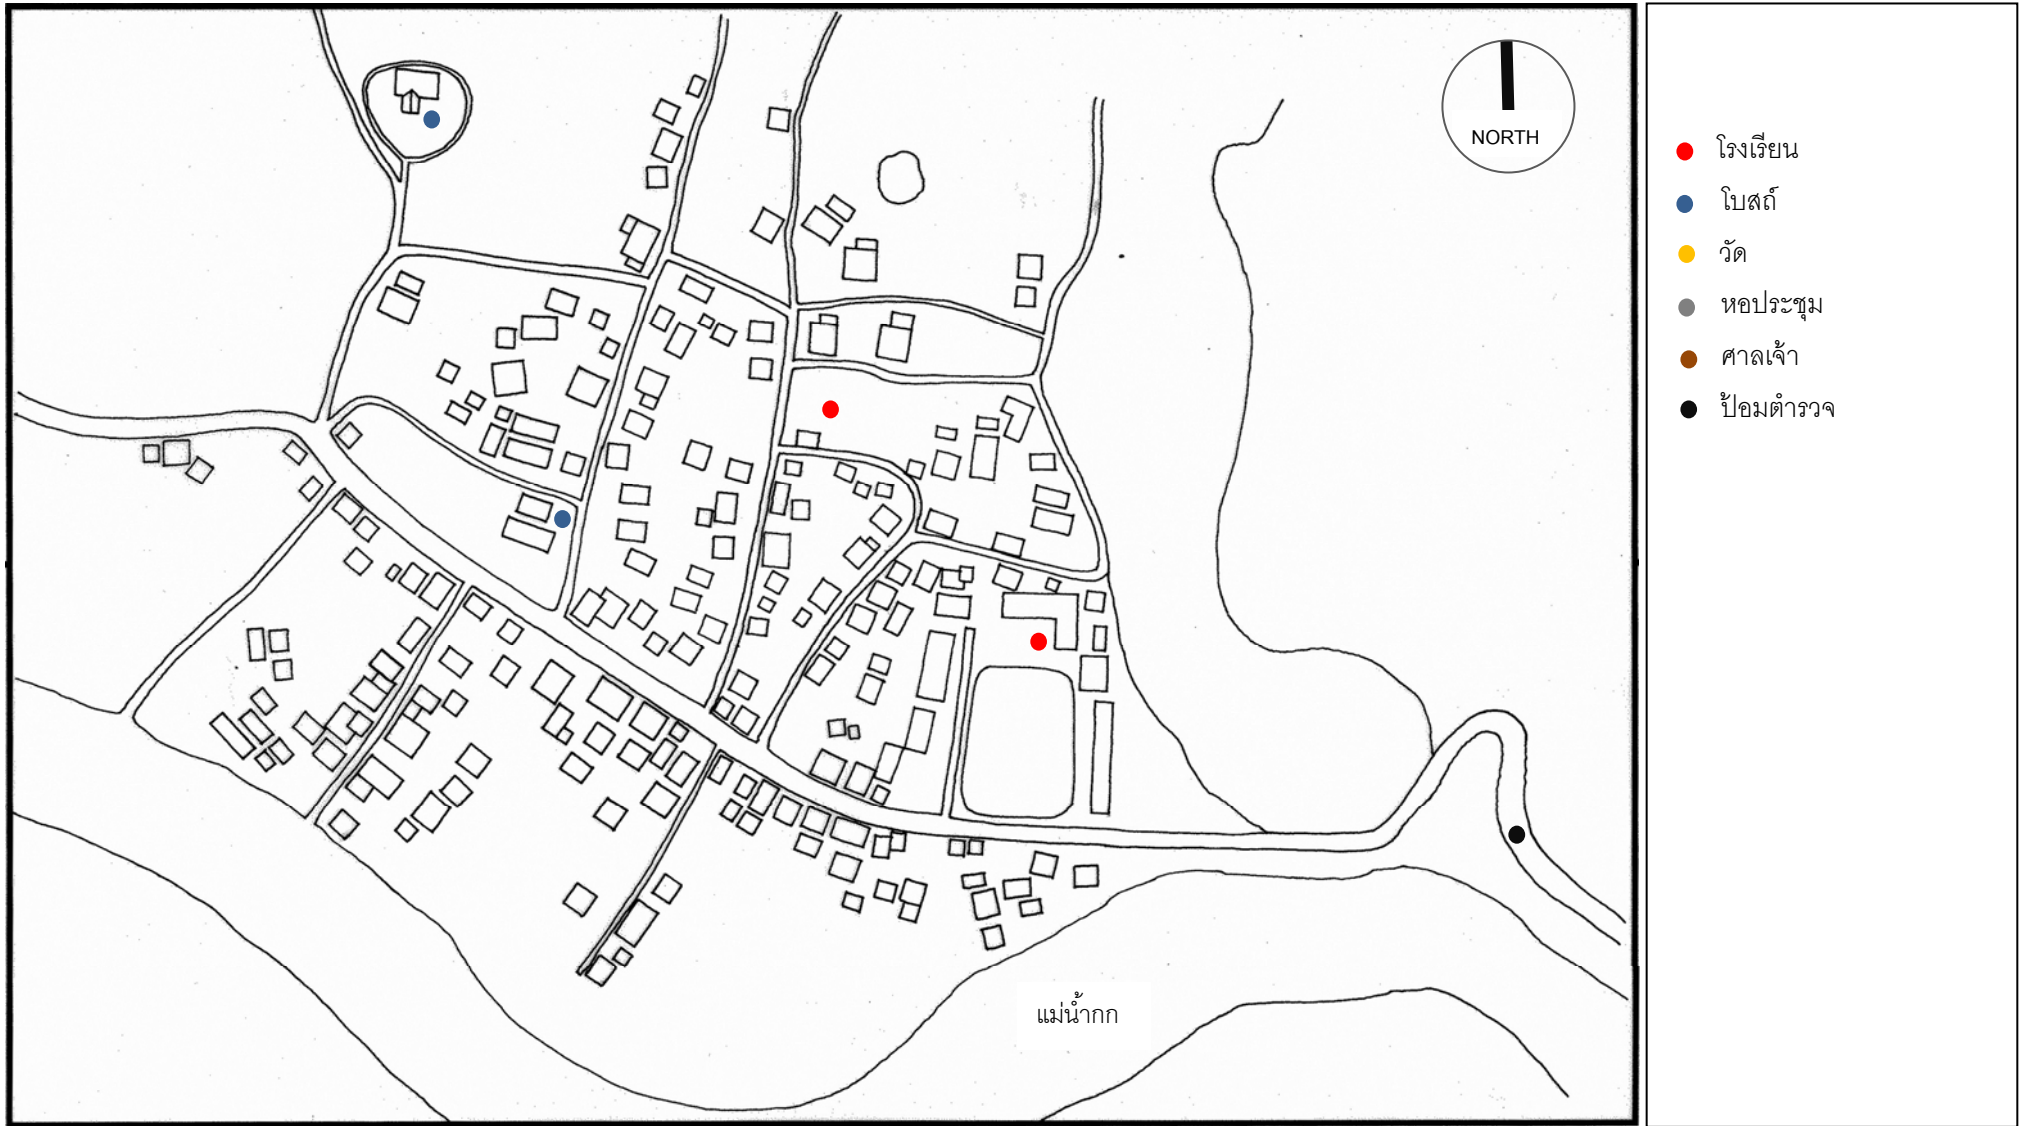 NORTH
โรงเรียน
โบสถ์
วัด
หอประชุม
ศาลเจ้า
ป้อมตำรวจ
แม่น้ำกก